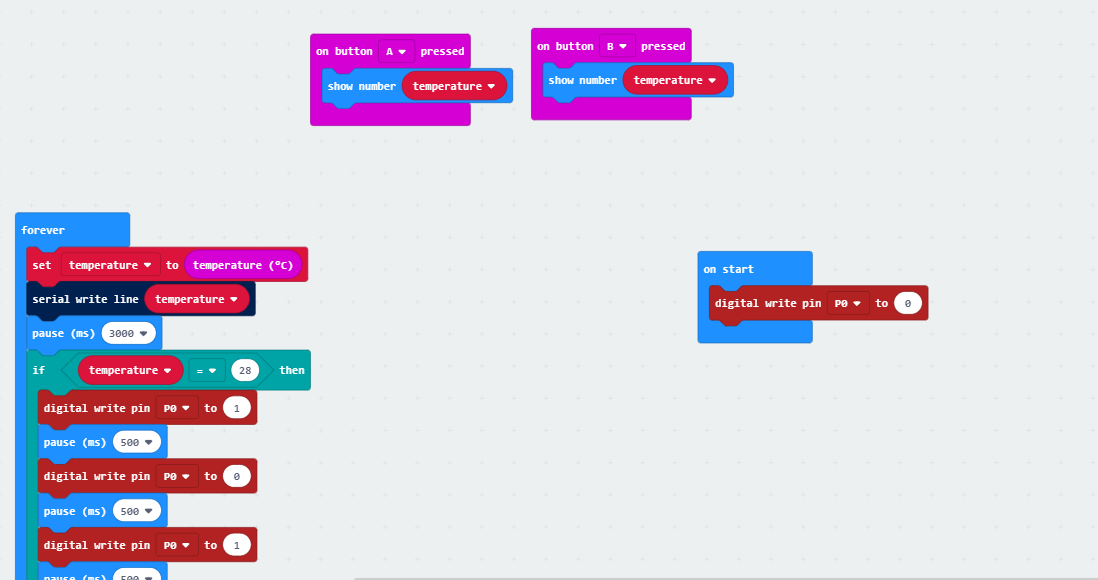 on button A pressed
show number temperature
on button B pressed
show number temperature
forever
set temperature to temperature (°C)
serial write line temperature
pause (ms) 3000
if temperature = 28 then
digital write pin P0 to 1
pause (ms) 500
digital write pin P0 to 0
pause (ms) 500
digital write pin P0 to 1
pause (ms) 500
on start
digital write pin P0 to 0